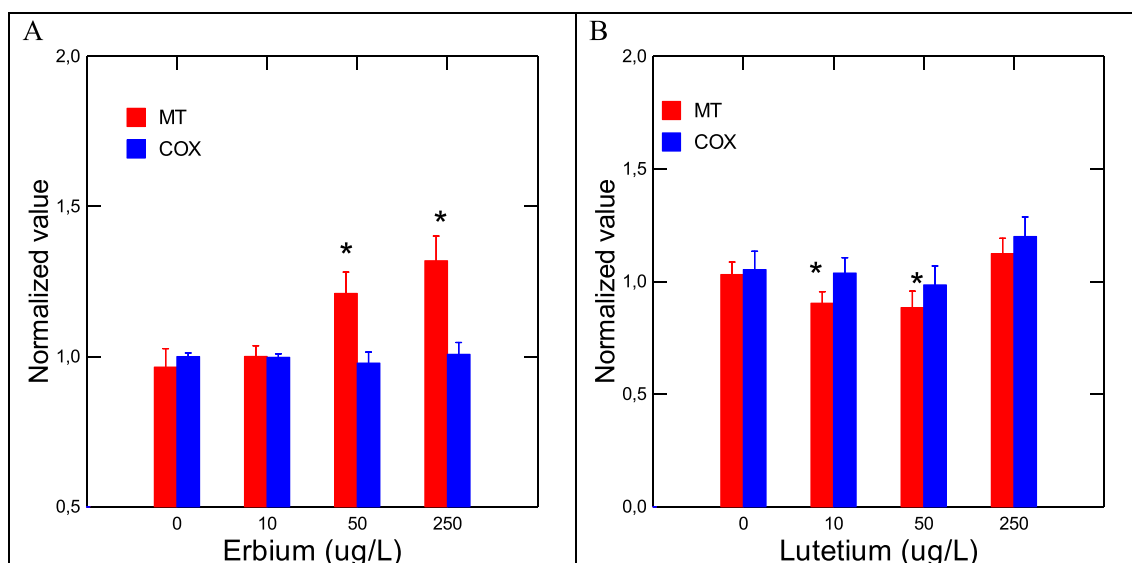 A
2,0
MT
COX
1,5
*
*
1,0
0,5
Normalized value
0 10 50 250
Erbium (ug/L)
B
2,0
MT
COX
1,5
*
*
1,0
0,5
0,0
Normalized value
0 10 50 250
Lutetium (ug/L)